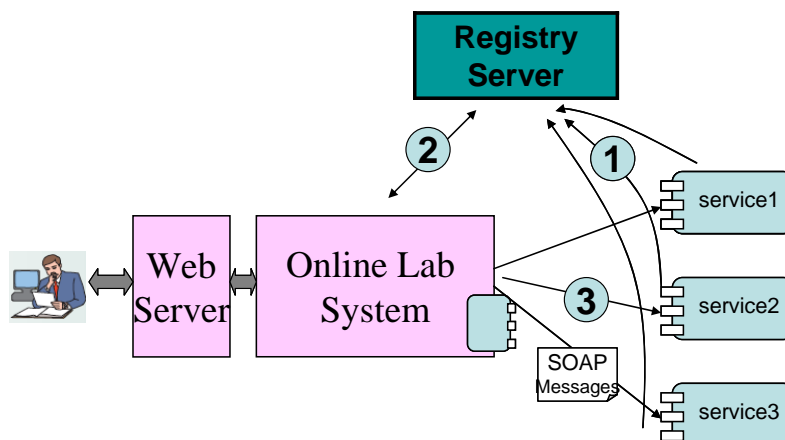 Registry
Server
2
1
service1
Web
Server
Online Lab
System
3
service2
SOAP
Messages
service3